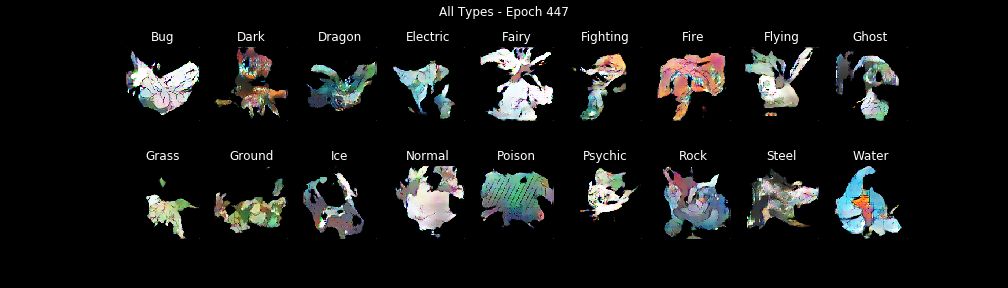 All Types - Epoch 447
Bug Dark Dragon Electric Fairy Fighting Fire Flying Ghost
Grass Ground Ice Normal Poison Psychic Rock Steel Water